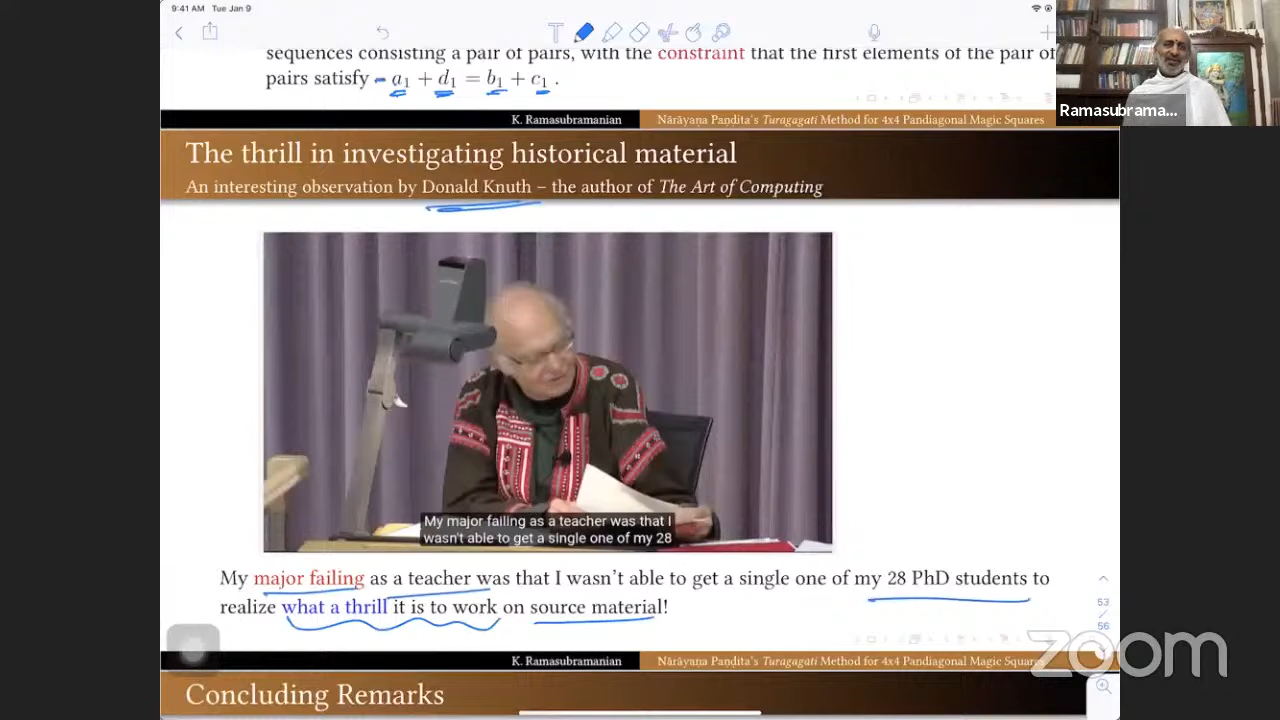 9:41 AM Tue Jan 9
sequences consisting a pair of pairs, with the constraint that the first elements of the pair of
pairs satisfy - a₁ + d₁ = b₁ + c₁ .
Ramasubrama...
K. Ramasubramanian Nārāyaṇa Paṇḍita's Turagagati Method for 4x4 Pandiagonal Magic Squares
The thrill in investigating historical material
An interesting observation by Donald Knuth – the author of The Art of Computing
My major failing as a teacher was that I
wasn't able to get a single one of my 28
My major failing as a teacher was that I wasn't able to get a single one of my 28 PhD students to
realize what a thrill it is to work on source material!
53
/
56
zoom
K. Ramasubramanian Nārāyaṇa Paṇḍita's Turagagati Method for 4x4 Pandiagonal Magic Squares
Concluding Remarks